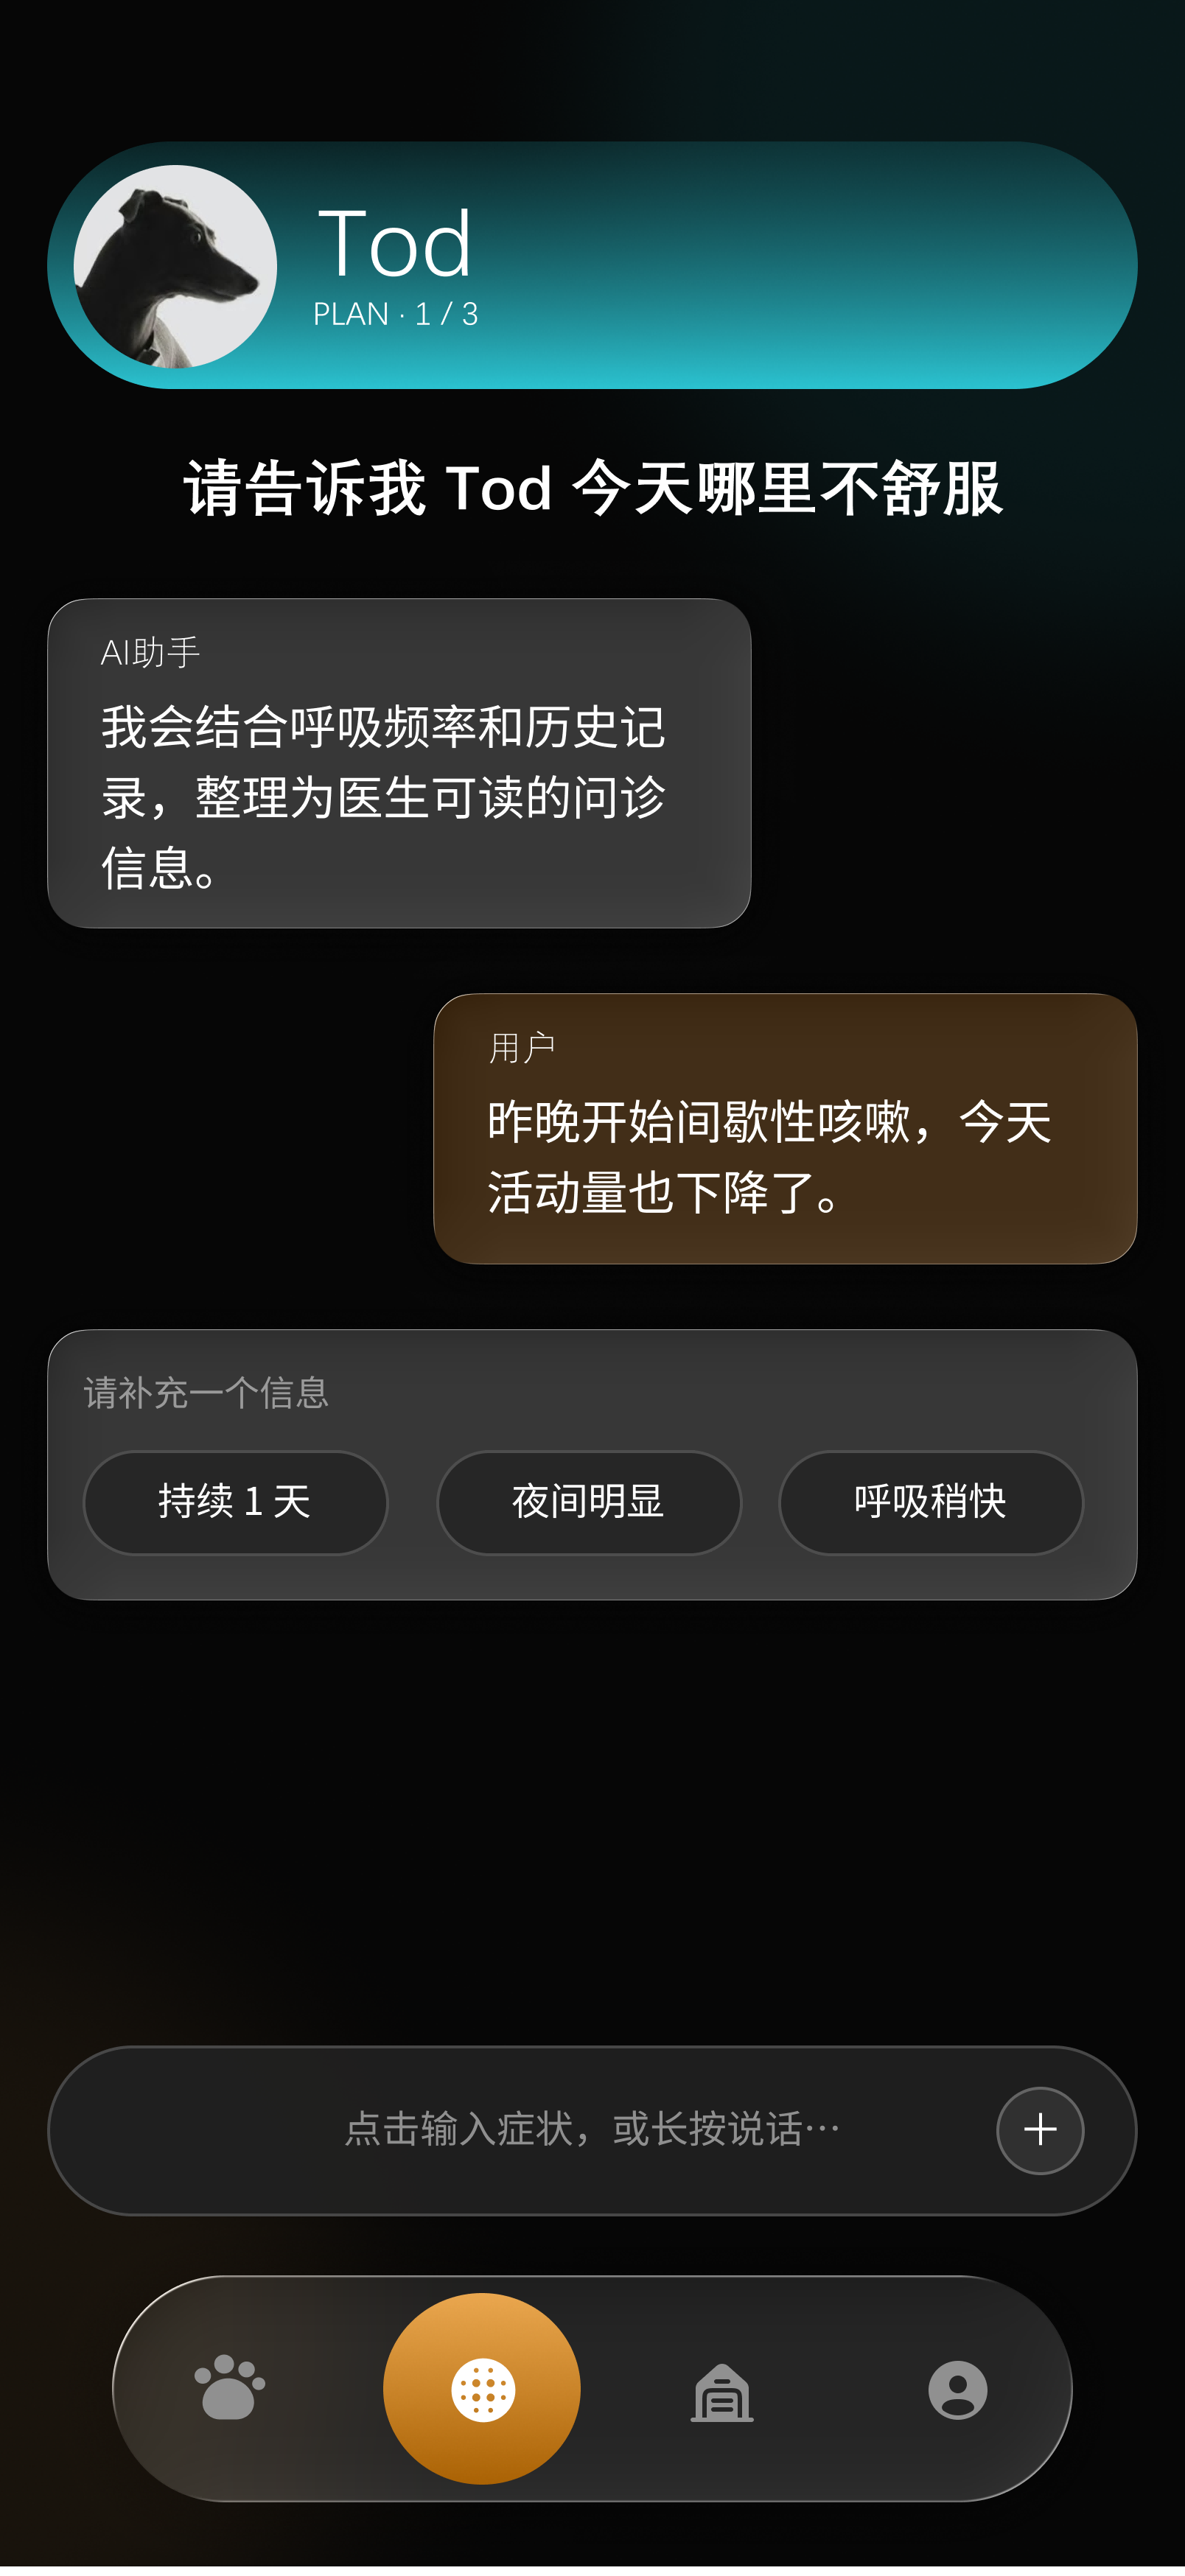 Tod
PLAN · 1 / 3
请告诉我 Tod 今天哪里不舒服
AI助手
我会结合呼吸频率和历史记
录，整理为医生可读的问诊
信息。
用户
昨晚开始间歇性咳嗽，今天
活动量也下降了。
请补充一个信息
持续 1 天
夜间明显
呼吸稍快
点击输入症状，或长按说话…